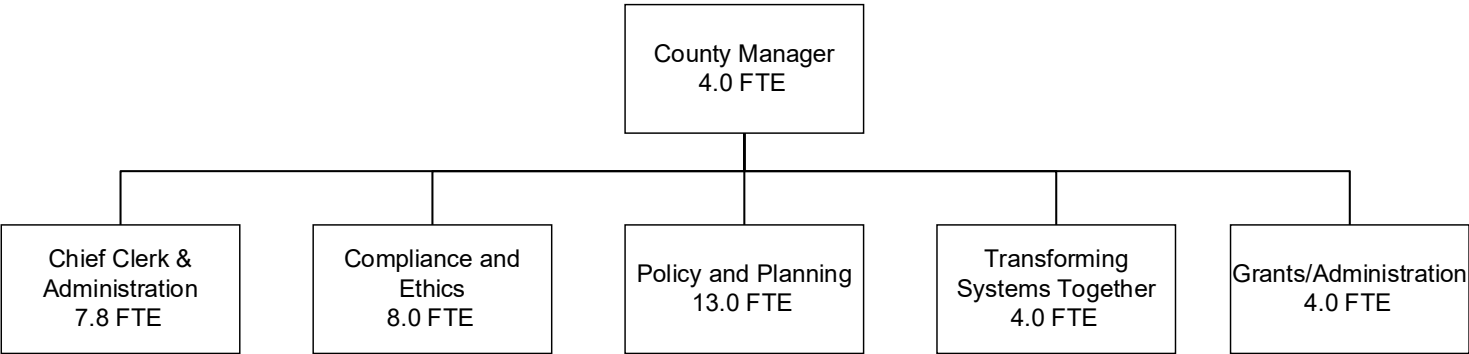 County Manager
4.0 FTE
Chief Clerk &
Administration
7.8 FTE
Compliance and
Ethics
8.0 FTE
Policy and Planning
13.0 FTE
Transforming
Systems Together
4.0 FTE
Grants/Administration
4.0 FTE